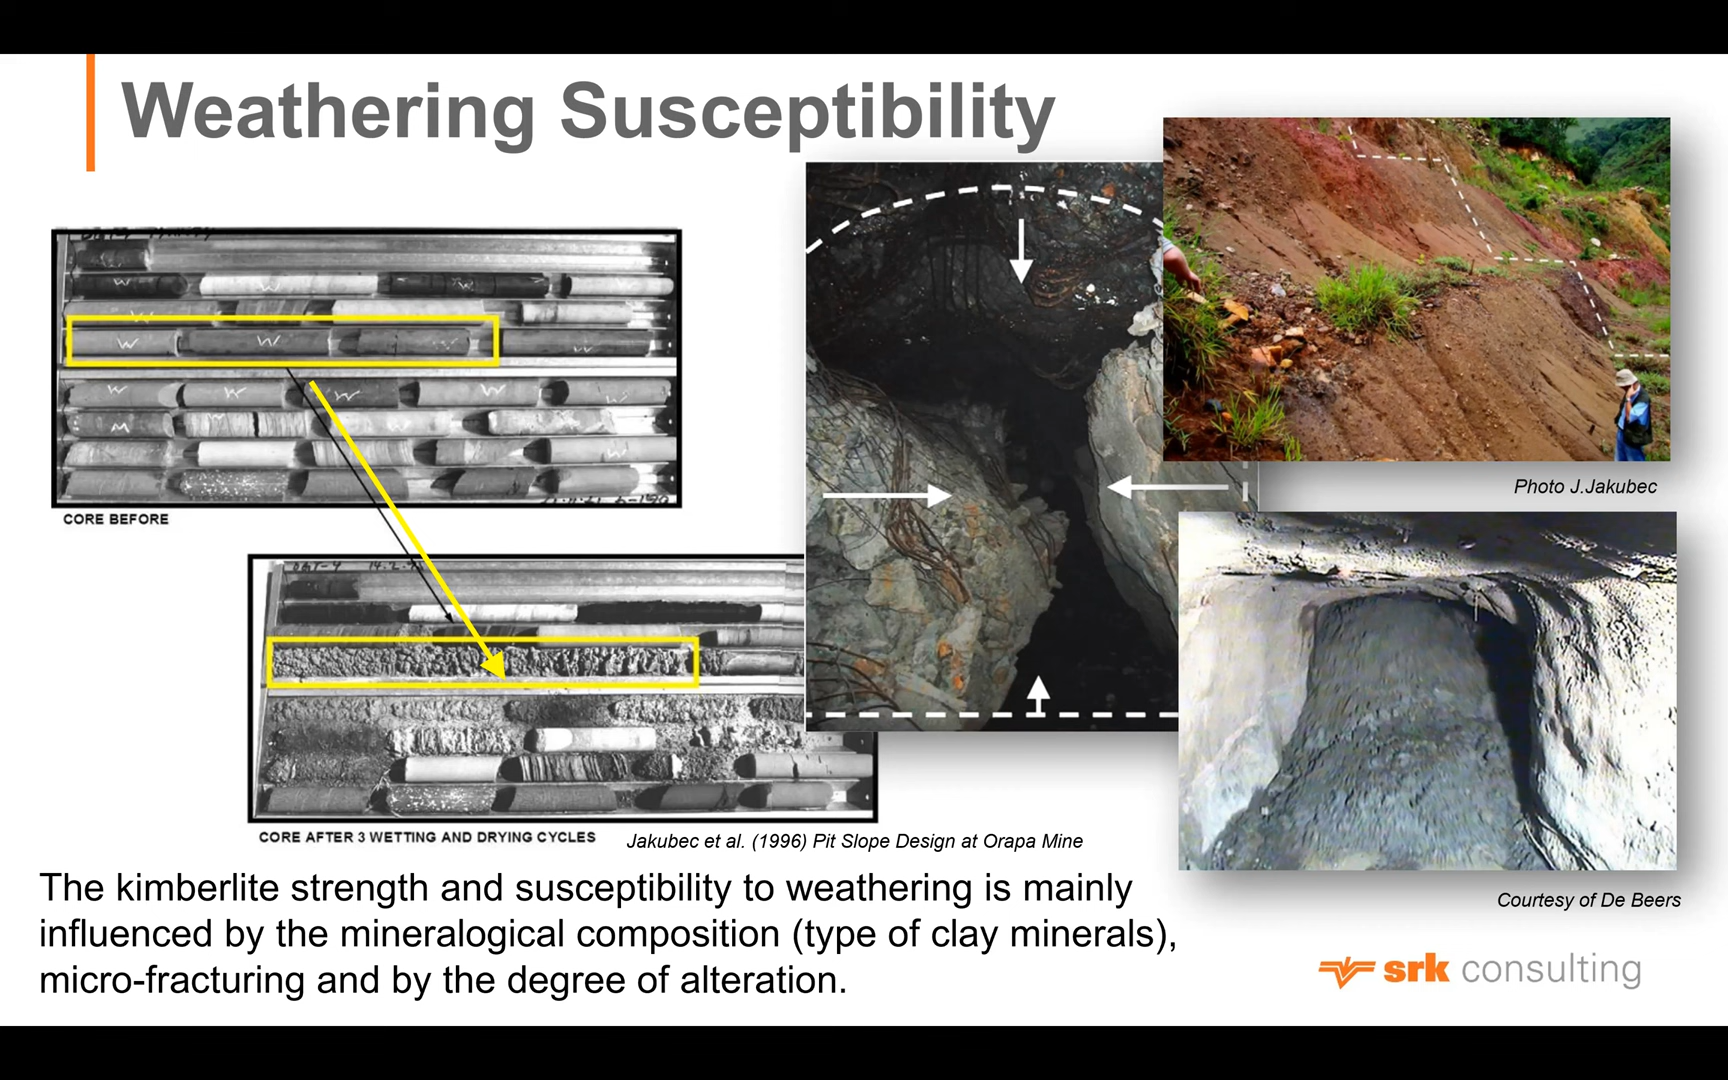 Weathering Susceptibility
W W
W
W W W W
W W W W W
W
W
CORE BEFORE
14.2.
CORE AFTER 3 WETTING AND DRYING CYCLES
Jakubec et al. (1996) Pit Slope Design at Orapa Mine
Photo J.Jakubec
Courtesy of De Beers
The kimberlite strength and susceptibility to weathering is mainly
influenced by the mineralogical composition (type of clay minerals),
micro-fracturing and by the degree of alteration.
srk consulting